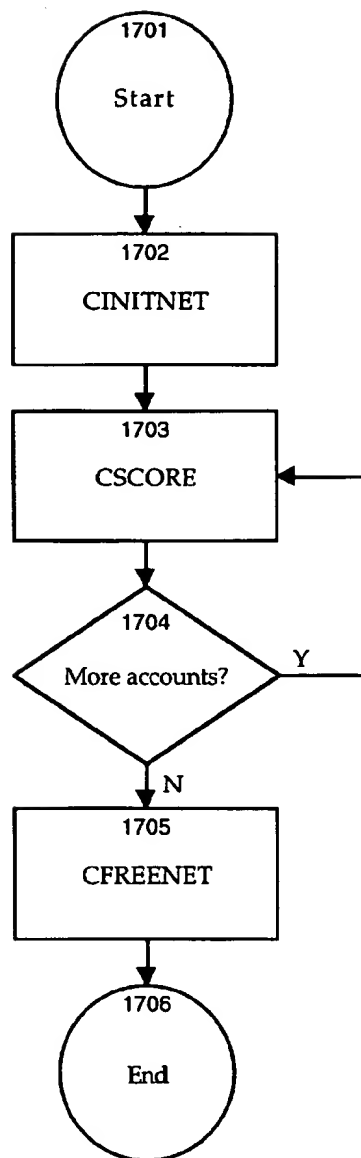 1701
Start
1702
CINITNET
1703
CSCORE
1704
More accounts?
Y
N
1705
CFREENET
1706
End